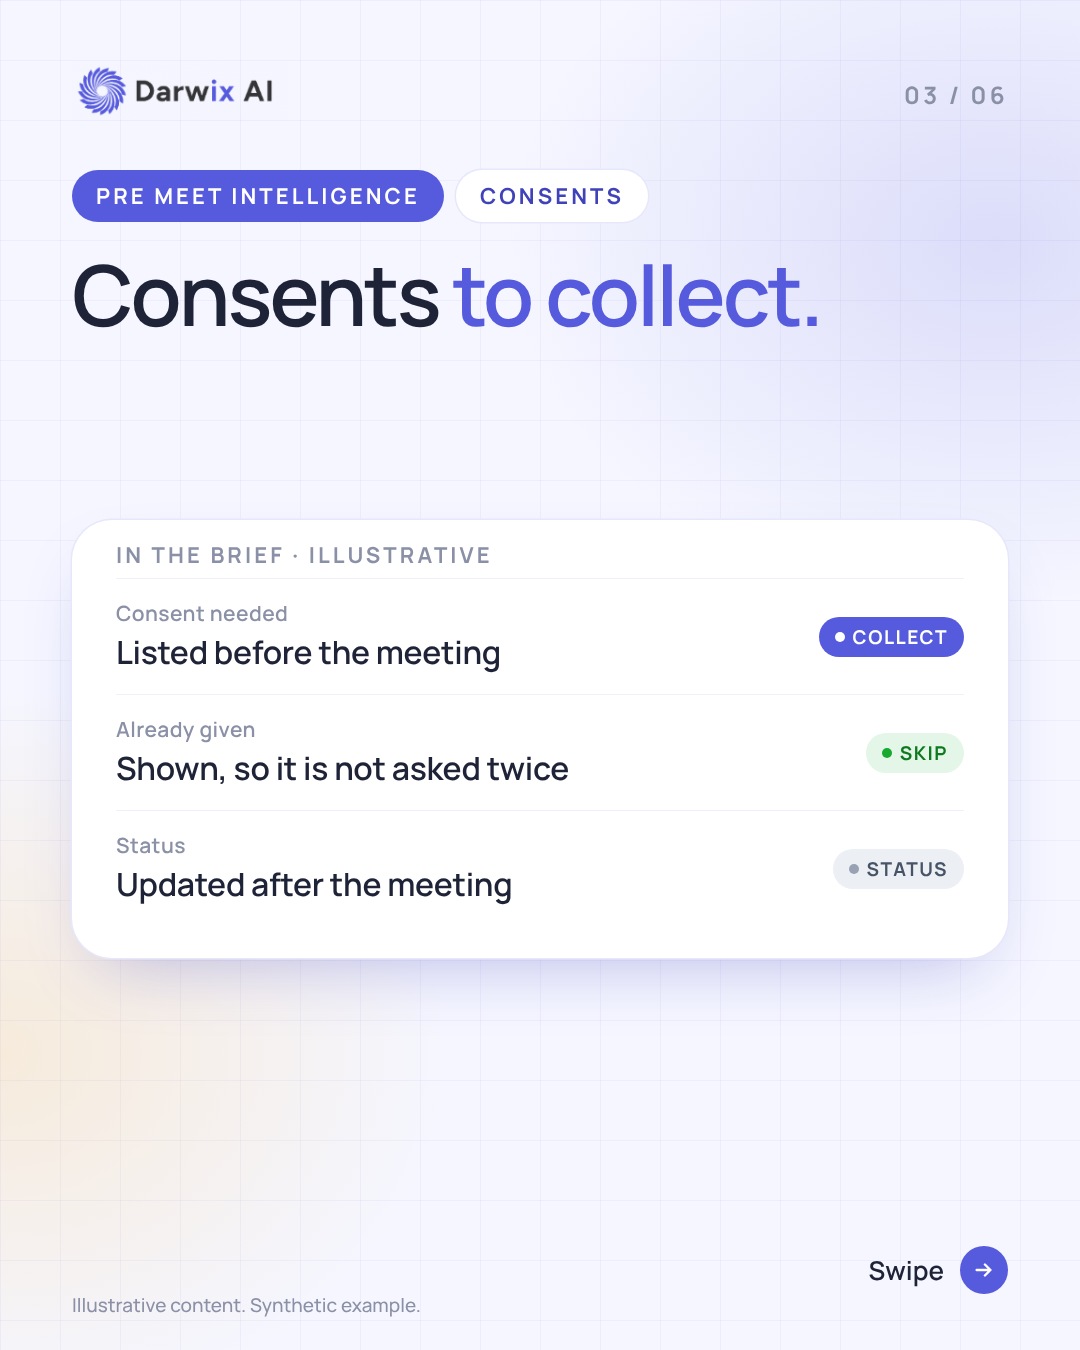 Darwix AI
03 / 06
PRE MEET INTELLIGENCE
CONSENTS
Consents to collect.
IN THE BRIEF · ILLUSTRATIVE
Consent needed
Listed before the meeting
COLLECT
Already given
Shown, so it is not asked twice
SKIP
Status
Updated after the meeting
STATUS
Swipe
Illustrative content. Synthetic example.